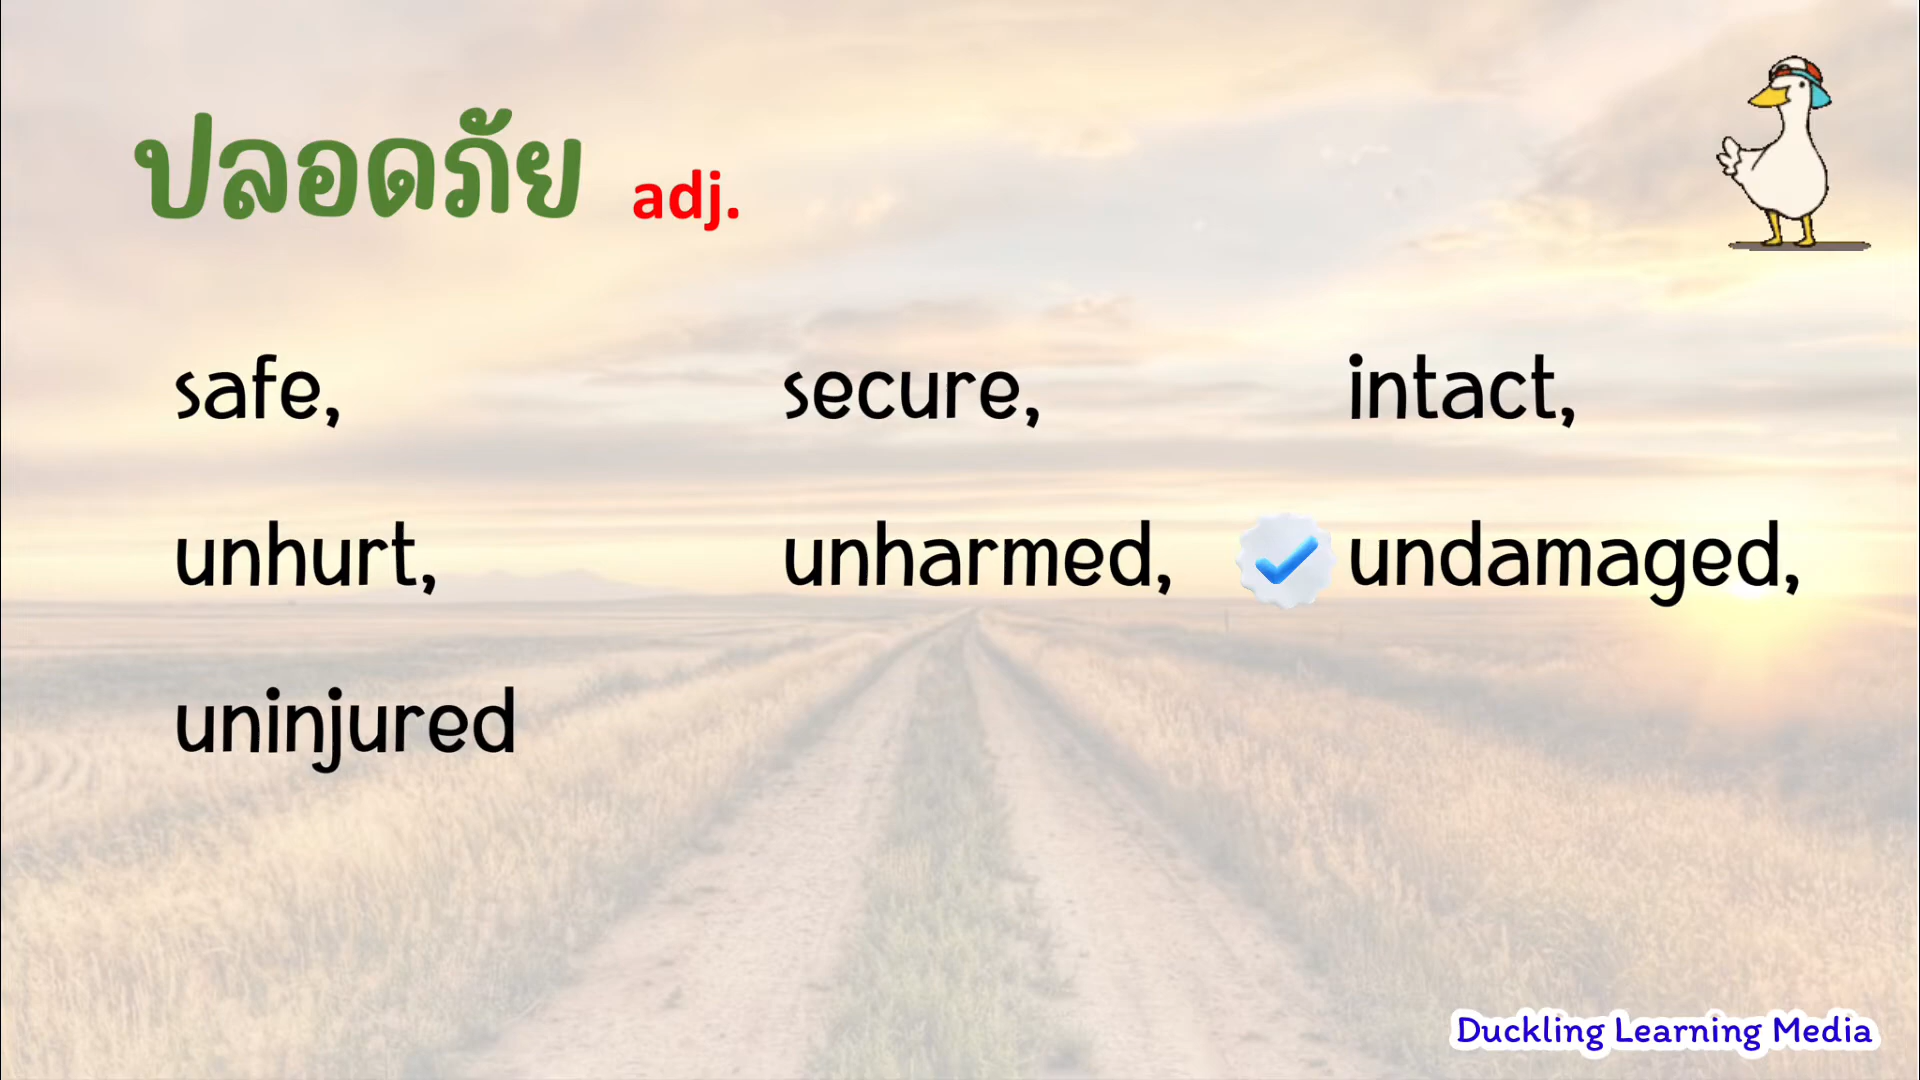 ปลอดภัย adj.
safe, secure, intact,
unhurt, unharmed, undamaged,
uninjured
Duckling Learning Media